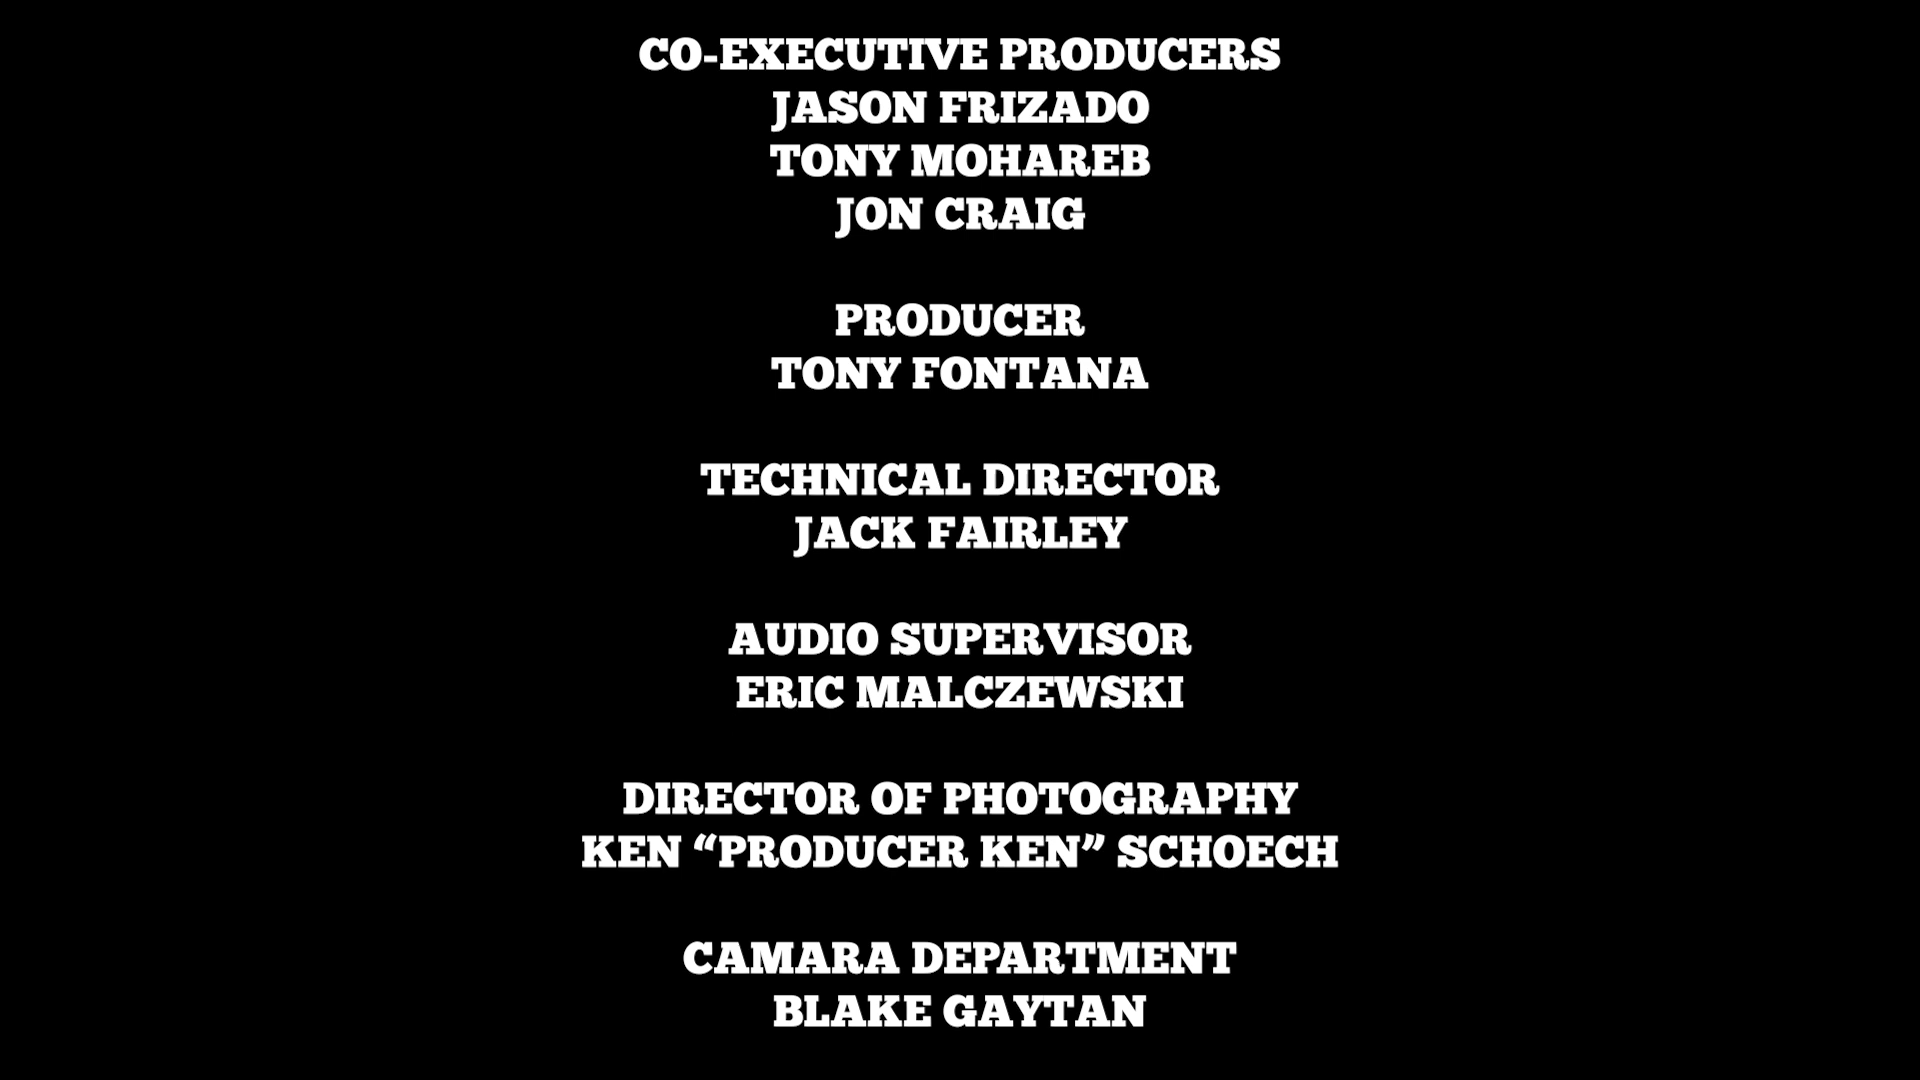 CO-EXECUTIVE PRODUCERS
JASON FRIZADO
TONY MOHAREB
JON CRAIG
PRODUCER
TONY FONTANA
TECHNICAL DIRECTOR
JACK FAIRLEY
AUDIO SUPERVISOR
ERIC MALCZEWSKI
DIRECTOR OF PHOTOGRAPHY
KEN “PRODUCER KEN” SCHOECH
CAMARA DEPARTMENT
BLAKE GAYTAN